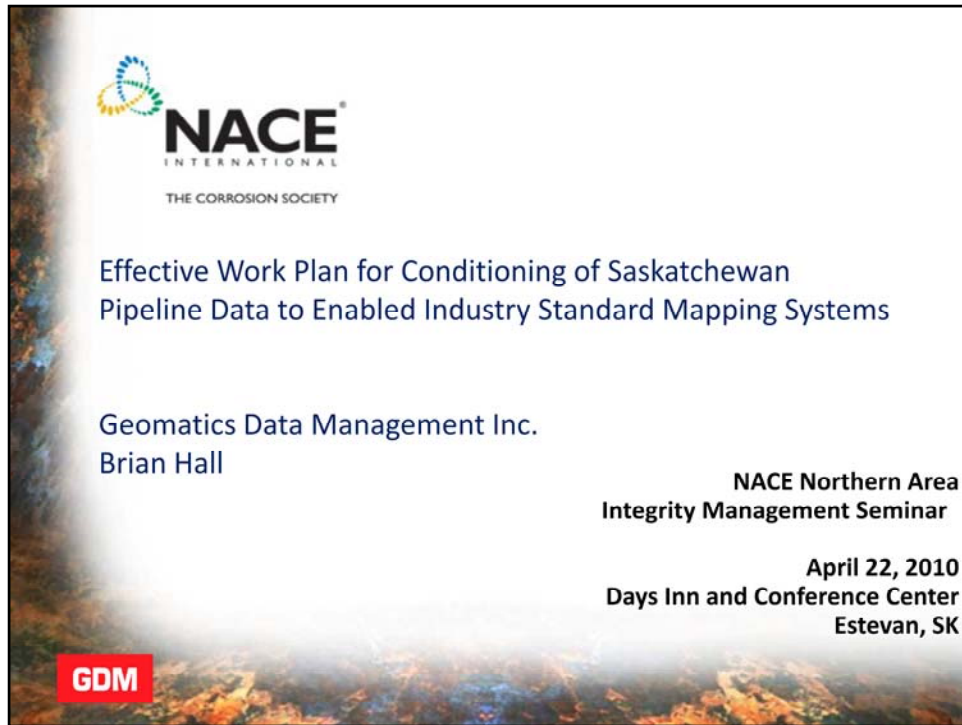 NACE®
INTERNATIONAL
THE CORROSION SOCIETY
Effective Work Plan for Conditioning of Saskatchewan
Pipeline Data to Enabled Industry Standard Mapping Systems
Geomatics Data Management Inc.
Brian Hall
NACE Northern Area
Integrity Management Seminar
April 22, 2010
Days Inn and Conference Center
Estevan, SK
GDM